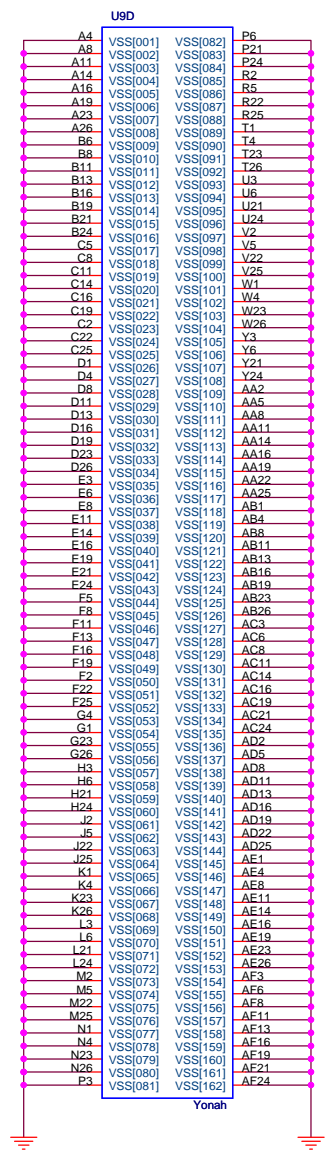 U9D
A4 VSS[001] VSS[082] P6
A8 VSS[002] VSS[083] P21
A11 VSS[003] VSS[084] P24
A14 VSS[004] VSS[085] R2
A16 VSS[005] VSS[086] R5
A19 VSS[006] VSS[087] R22
A23 VSS[007] VSS[088] R25
A26 VSS[008] VSS[089] T1
B6 VSS[009] VSS[090] T4
B8 VSS[010] VSS[091] T23
B11 VSS[011] VSS[092] T26
B13 VSS[012] VSS[093] U3
B16 VSS[013] VSS[094] U6
B19 VSS[014] VSS[095] U21
B21 VSS[015] VSS[096] U24
B24 VSS[016] VSS[097] V2
C5 VSS[017] VSS[098] V5
C8 VSS[018] VSS[099] V22
C11 VSS[019] VSS[100] V25
C14 VSS[020] VSS[101] W1
C16 VSS[021] VSS[102] W4
C19 VSS[022] VSS[103] W23
C2 VSS[023] VSS[104] W26
C22 VSS[024] VSS[105] Y3
C25 VSS[025] VSS[106] Y6
D1 VSS[026] VSS[107] Y21
D4 VSS[027] VSS[108] Y24
D8 VSS[028] VSS[109] AA2
D11 VSS[029] VSS[110] AA5
D13 VSS[030] VSS[111] AA8
D16 VSS[031] VSS[112] AA11
D19 VSS[032] VSS[113] AA14
D23 VSS[033] VSS[114] AA16
D26 VSS[034] VSS[115] AA19
E3 VSS[035] VSS[116] AA22
E6 VSS[036] VSS[117] AA25
E8 VSS[037] VSS[118] AB1
E11 VSS[038] VSS[119] AB4
E14 VSS[039] VSS[120] AB8
E16 VSS[040] VSS[121] AB11
E19 VSS[041] VSS[122] AB13
E21 VSS[042] VSS[123] AB16
E24 VSS[043] VSS[124] AB19
F5 VSS[044] VSS[125] AB23
F8 VSS[045] VSS[126] AB26
F11 VSS[046] VSS[127] AC3
F13 VSS[047] VSS[128] AC6
F16 VSS[048] VSS[129] AC8
F19 VSS[049] VSS[130] AC11
F2 VSS[050] VSS[131] AC14
F22 VSS[051] VSS[132] AC16
F25 VSS[052] VSS[133] AC19
G4 VSS[053] VSS[134] AC21
G1 VSS[054] VSS[135] AC24
G23 VSS[055] VSS[136] AD2
G26 VSS[056] VSS[137] AD5
H3 VSS[057] VSS[138] AD8
H6 VSS[058] VSS[139] AD11
H21 VSS[059] VSS[140] AD13
H24 VSS[060] VSS[141] AD16
J2 VSS[061] VSS[142] AD19
J5 VSS[062] VSS[143] AD22
J22 VSS[063] VSS[144] AD25
J25 VSS[064] VSS[145] AE1
K1 VSS[065] VSS[146] AE4
K4 VSS[066] VSS[147] AE8
K23 VSS[067] VSS[148] AE11
K26 VSS[068] VSS[149] AE14
L3 VSS[069] VSS[150] AE16
L6 VSS[070] VSS[151] AE19
L21 VSS[071] VSS[152] AE23
L24 VSS[072] VSS[153] AE26
M2 VSS[073] VSS[154] AF3
M5 VSS[074] VSS[155] AF6
M22 VSS[075] VSS[156] AF8
M25 VSS[076] VSS[157] AF11
N1 VSS[077] VSS[158] AF13
N4 VSS[078] VSS[159] AF16
N23 VSS[079] VSS[160] AF19
N26 VSS[080] VSS[161] AF21
P3 VSS[081] VSS[162] AF24
Yonah